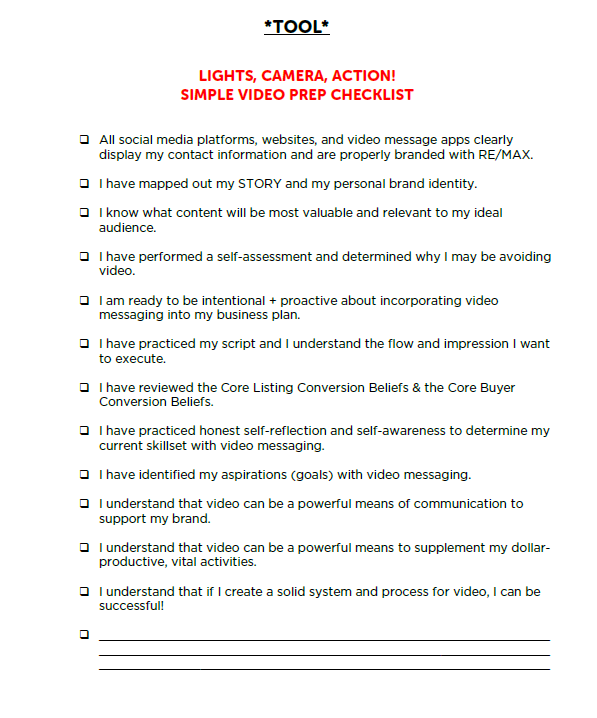 *TOOL*
LIGHTS, CAMERA, ACTION!
SIMPLE VIDEO PREP CHECKLIST
❑ All social media platforms, websites, and video message apps clearly
display my contact information and are properly branded with RE/MAX.
❑ I have mapped out my STORY and my personal brand identity.
❑ I know what content will be most valuable and relevant to my ideal
audience.
❑ I have performed a self-assessment and determined why I may be avoiding
video.
❑ I am ready to be intentional + proactive about incorporating video
messaging into my business plan.
❑ I have practiced my script and I understand the flow and impression I want
to execute.
❑ I have reviewed the Core Listing Conversion Beliefs & the Core Buyer
Conversion Beliefs.
❑ I have practiced honest self-reflection and self-awareness to determine my
current skillset with video messaging.
❑ I have identified my aspirations (goals) with video messaging.
❑ I understand that video can be a powerful means of communication to
support my brand.
❑ I understand that video can be a powerful means to supplement my dollar-
productive, vital activities.
❑ I understand that if I create a solid system and process for video, I can be
successful!
❑